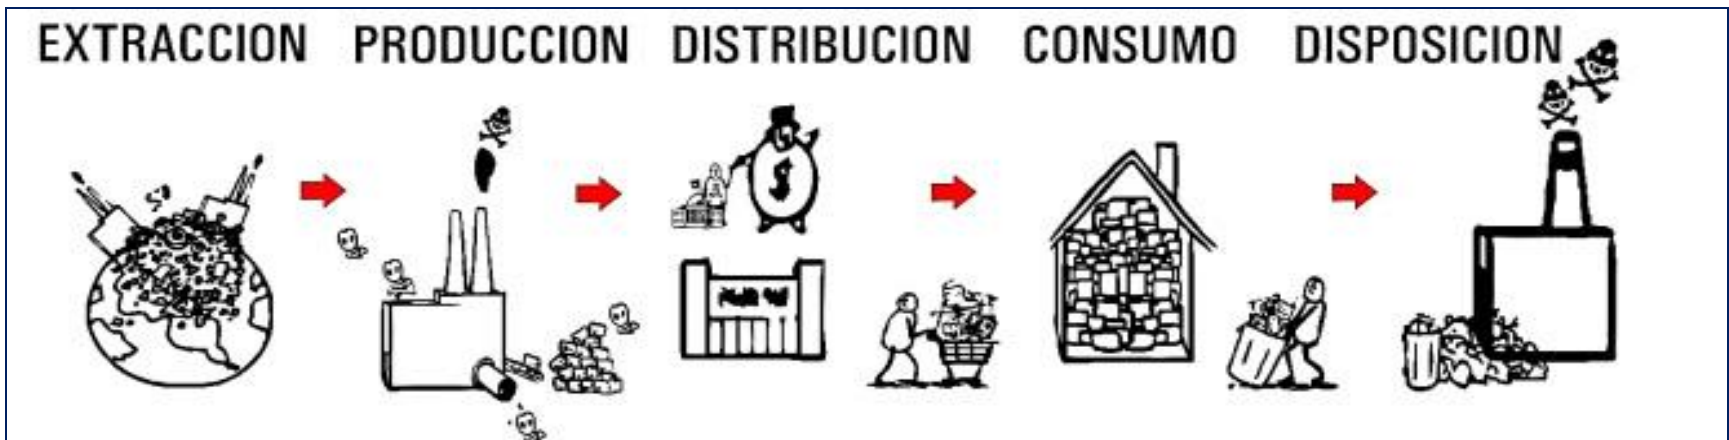 EXTRACCION PRODUCCION DISTRIBUCION CONSUMO DISPOSICION
$